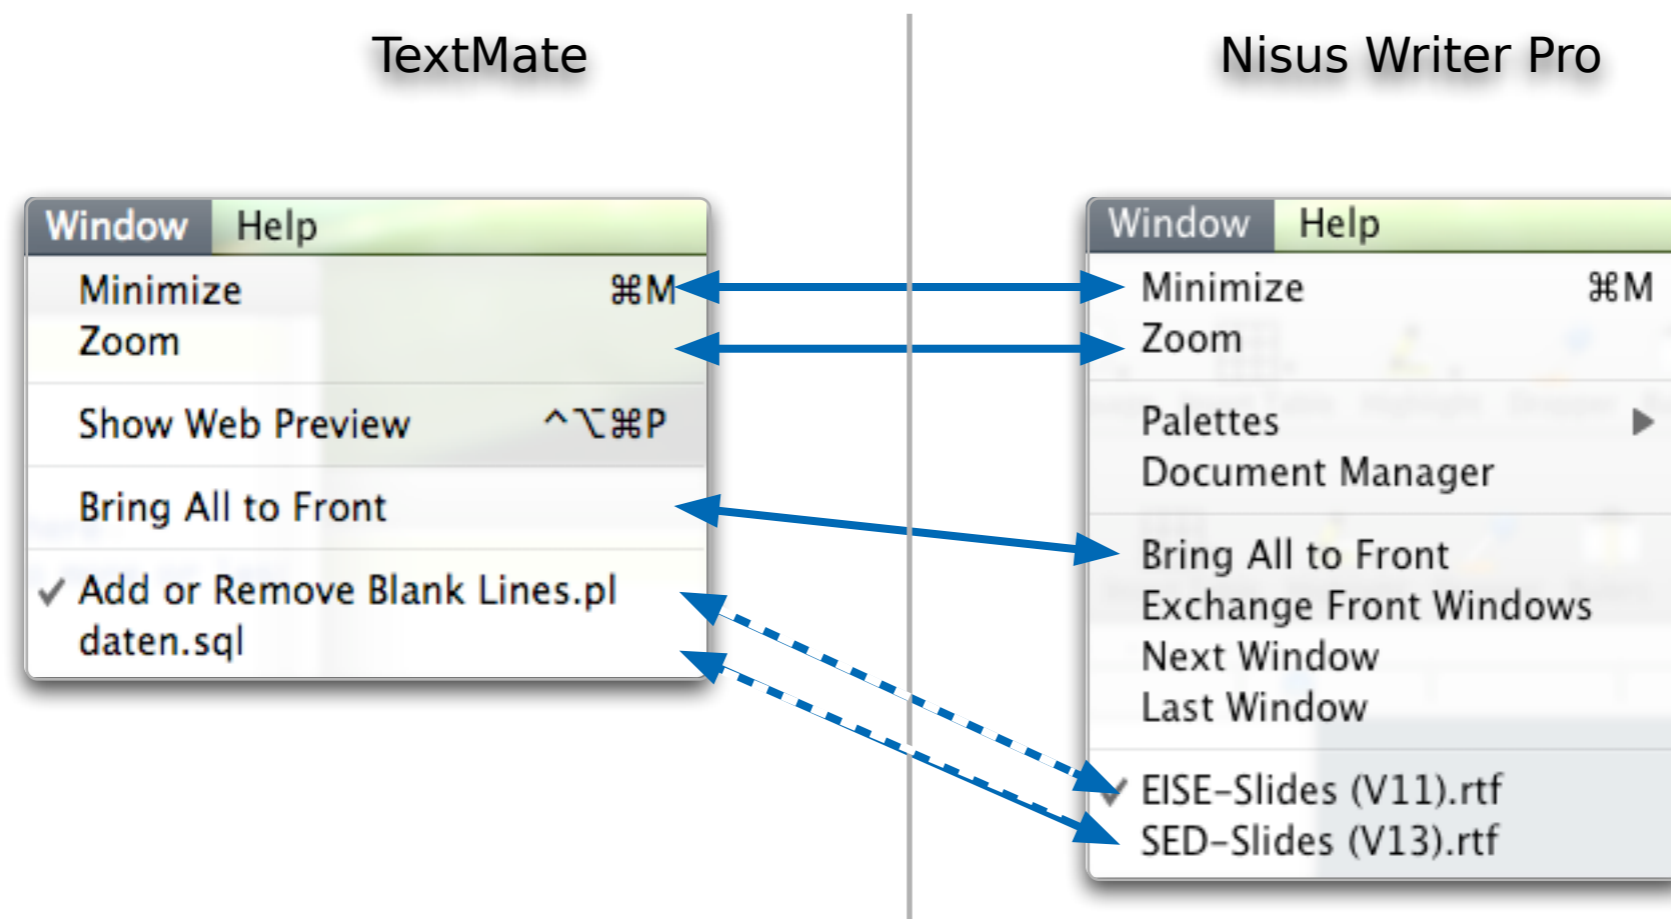 TextMate
Window Help
Minimize ⌘M
Zoom
Show Web Preview ^⌥⌘P
Bring All to Front
✓ Add or Remove Blank Lines.pl
daten.sql
Nisus Writer Pro
Window Help
Minimize ⌘M
Zoom
Palettes ▶
Document Manager
Bring All to Front
Exchange Front Windows
Next Window
Last Window
✓ EISE-Slides (V11).rtf
SED-Slides (V13).rtf